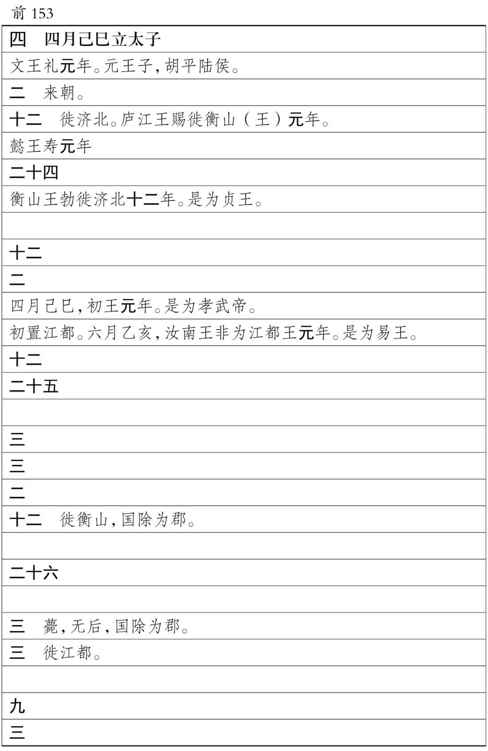 前 153
四 四月己巳立太子
文王礼元年。元王子，胡平陆侯。
二 来朝。
十二 徙济北。庐江王赐徙衡山（王）元年。
懿王寿元年
二十四
衡山王勃徙济北十二年。是为贞王。
十二
二
四月己巳，初王元年。是为孝武帝。
初置江都。六月乙亥，汝南王非为江都王元年。是为易王。
十二
二十五
三
三
二
十二 徙衡山，国除为郡。
二十六
三 薨，无后，国除为郡。
三 徙江都。
九
三